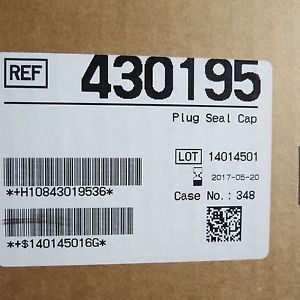 REF 430195
Plug Seal Cap
LOT 14014501
2017-05-20
*+H10843019536*
Case No.: 348
*+$140145016G*